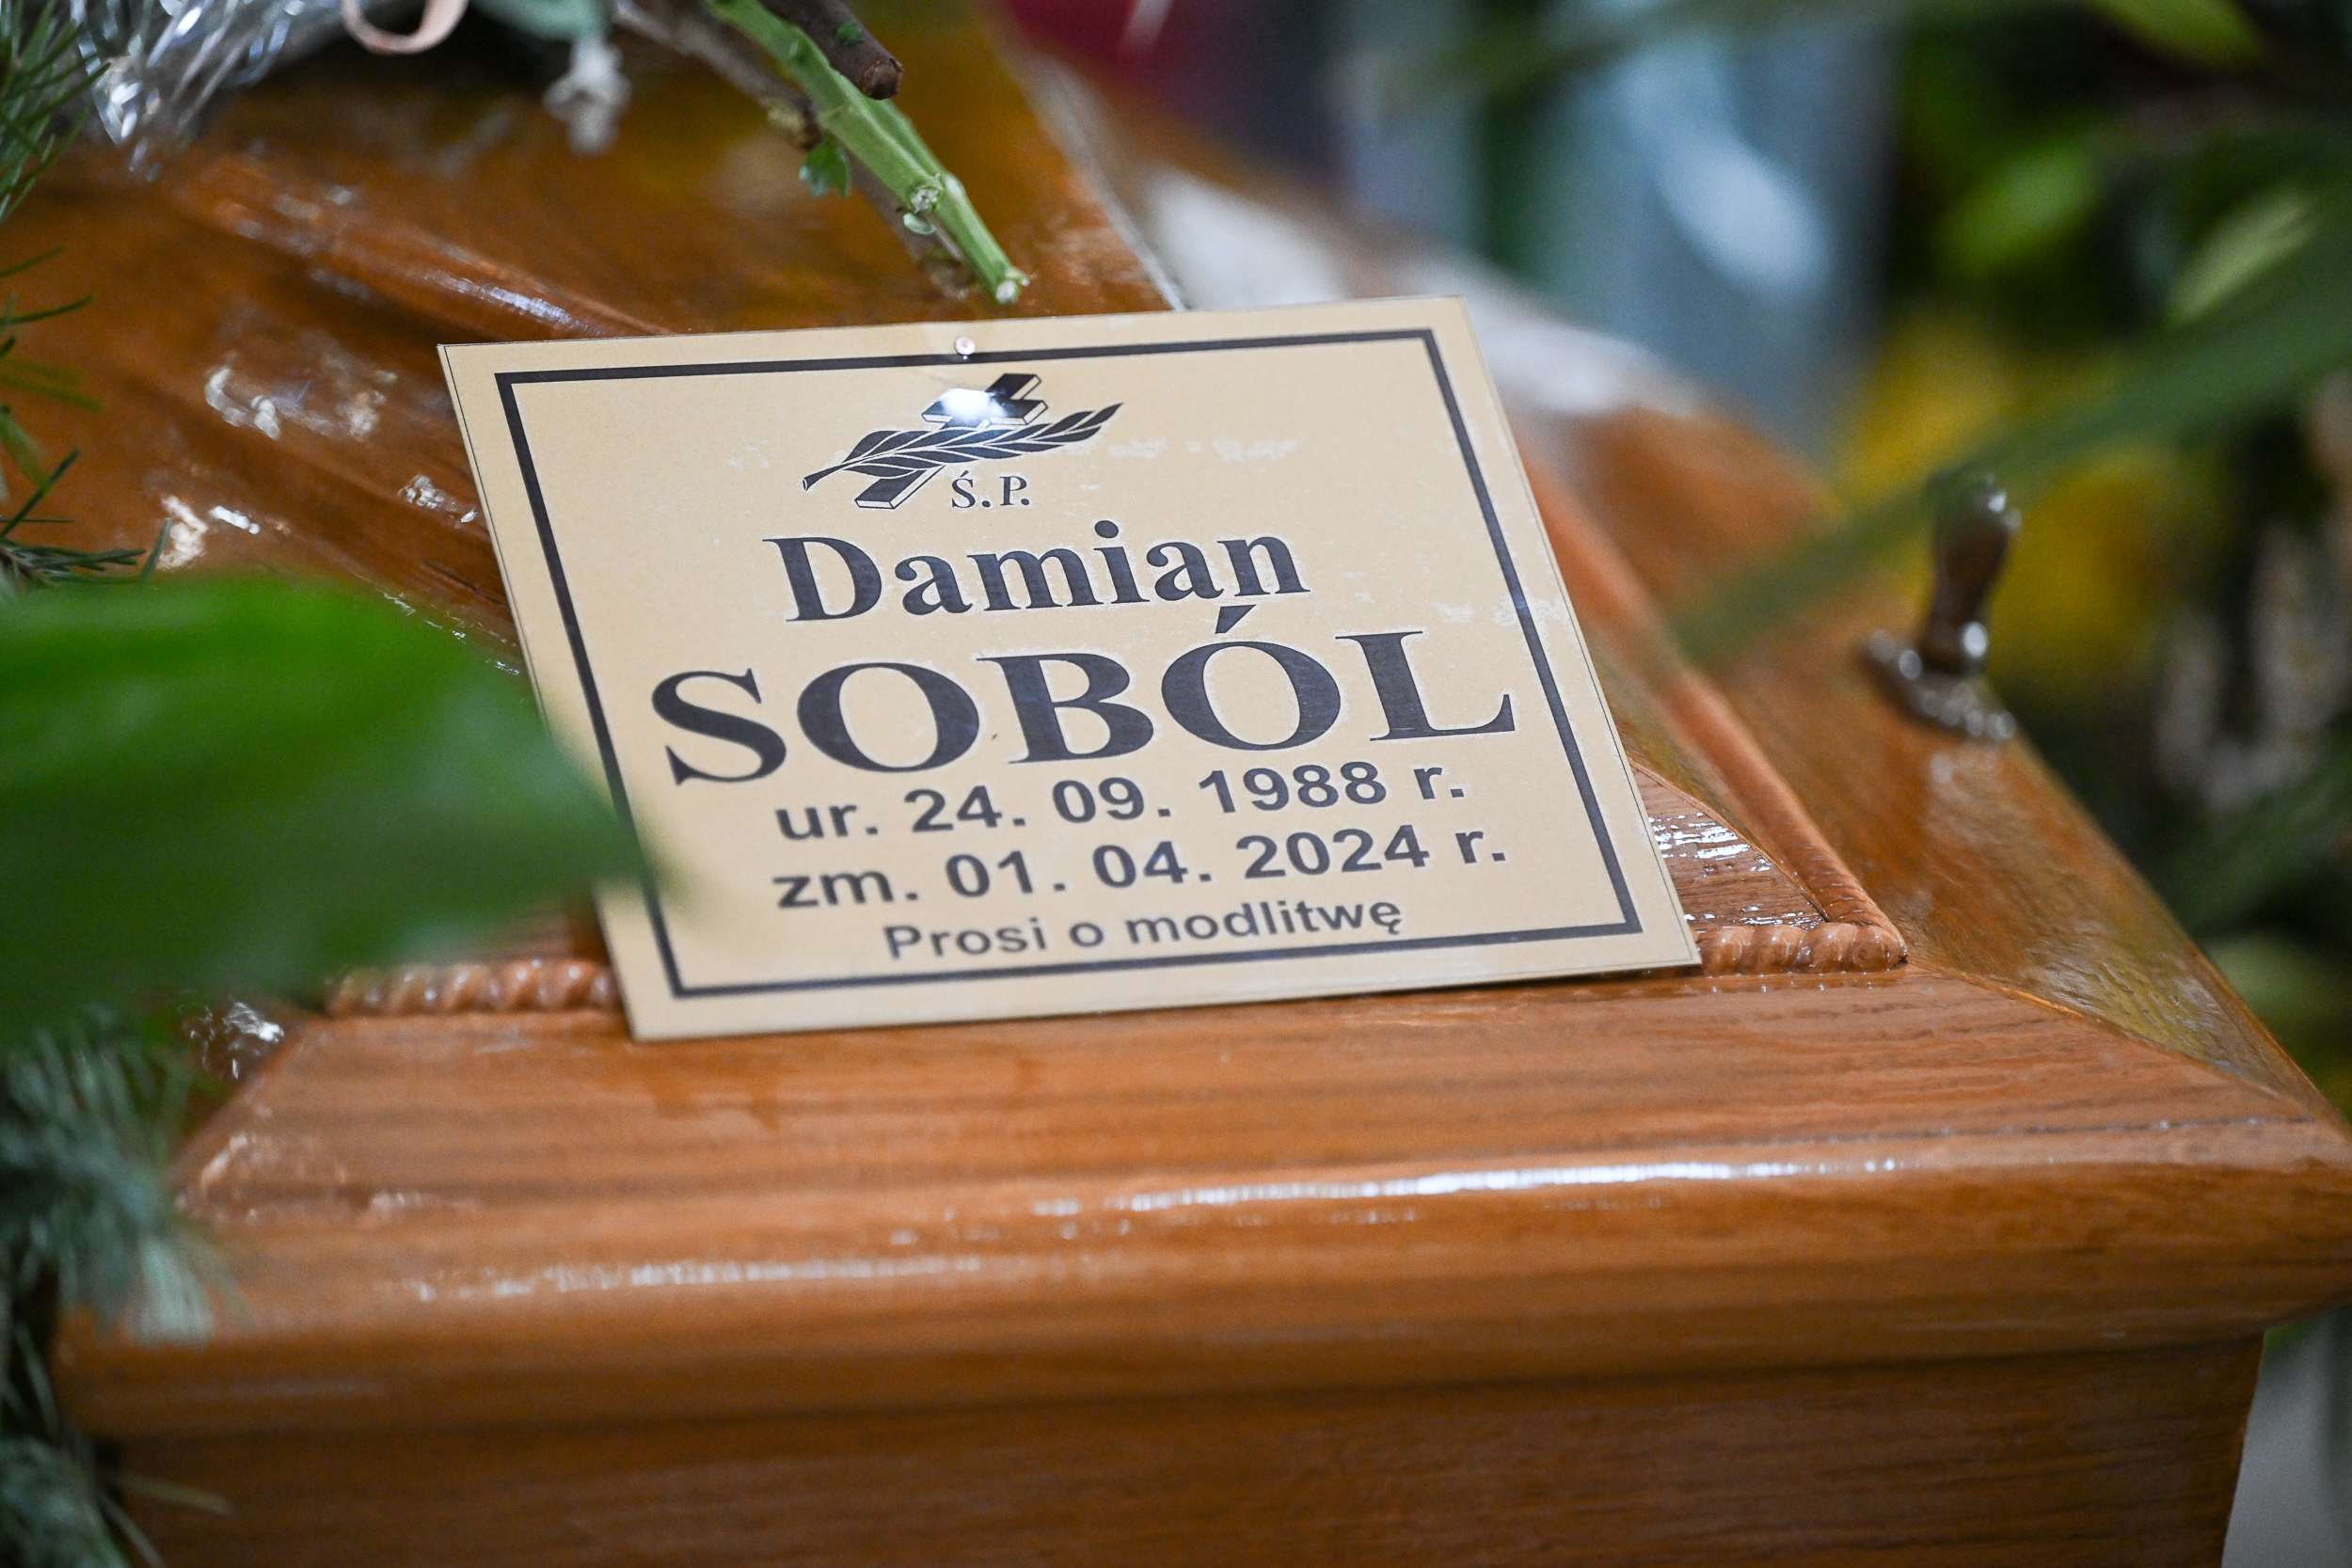 Ś.P.
Damian
SOBÓL
ur. 24. 09. 1988 r.
zm. 01. 04. 2024 r.
Prosi o modlitwę